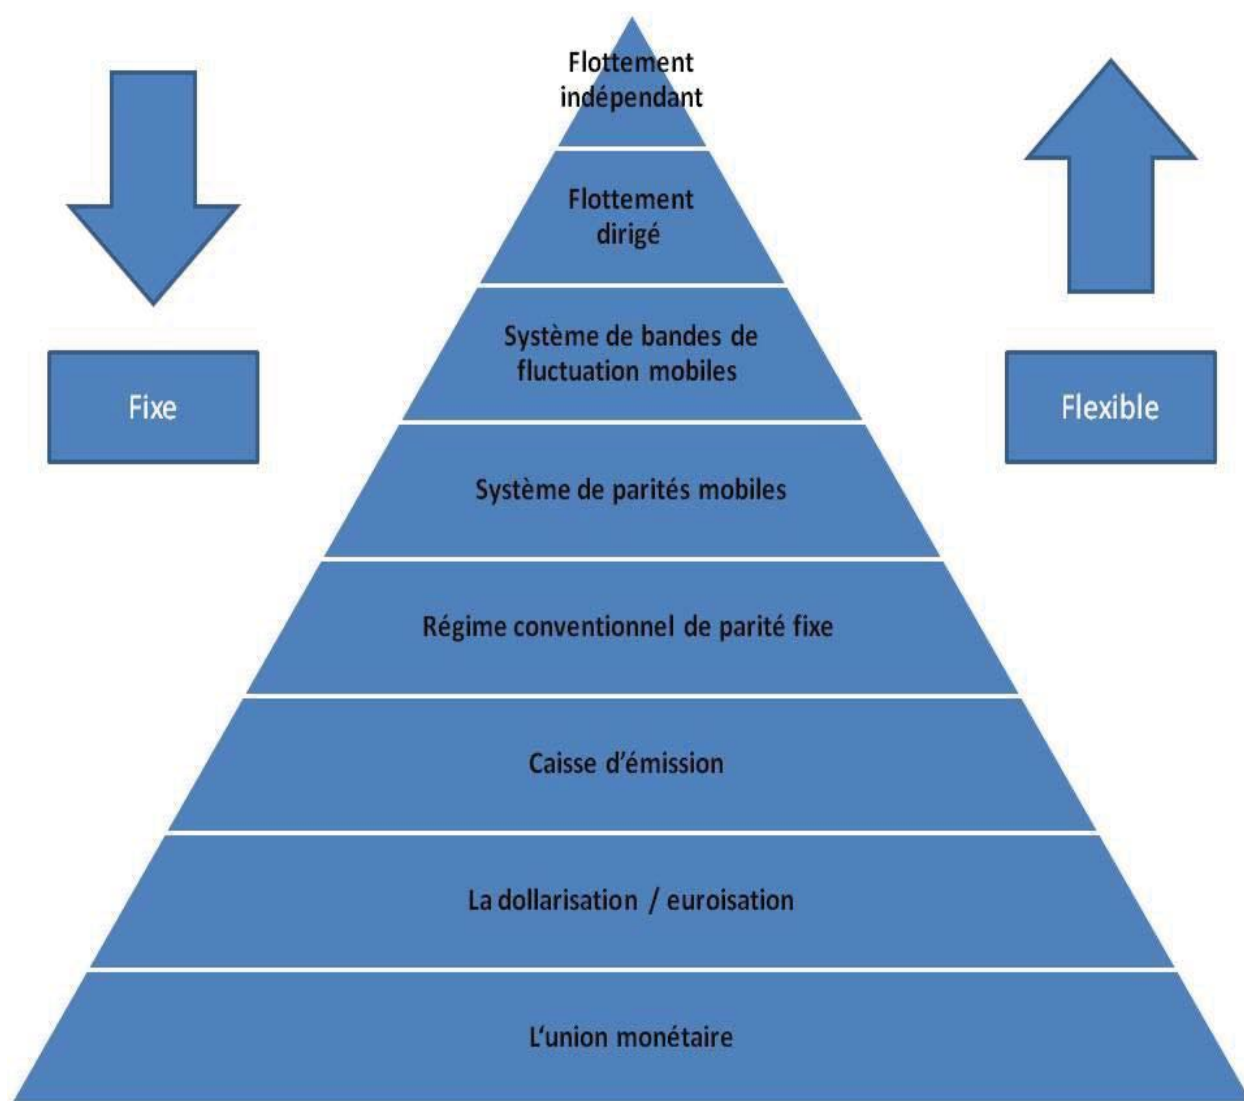 Flottement
indépendant
Flottement
dirigé
Système de bandes de
fluctuation mobiles
Fixe
Flexible
Système de parités mobiles
Régime conventionnel de parité fixe
Caisse d’émission
La dollarisation / euroisation
L‘union monétaire